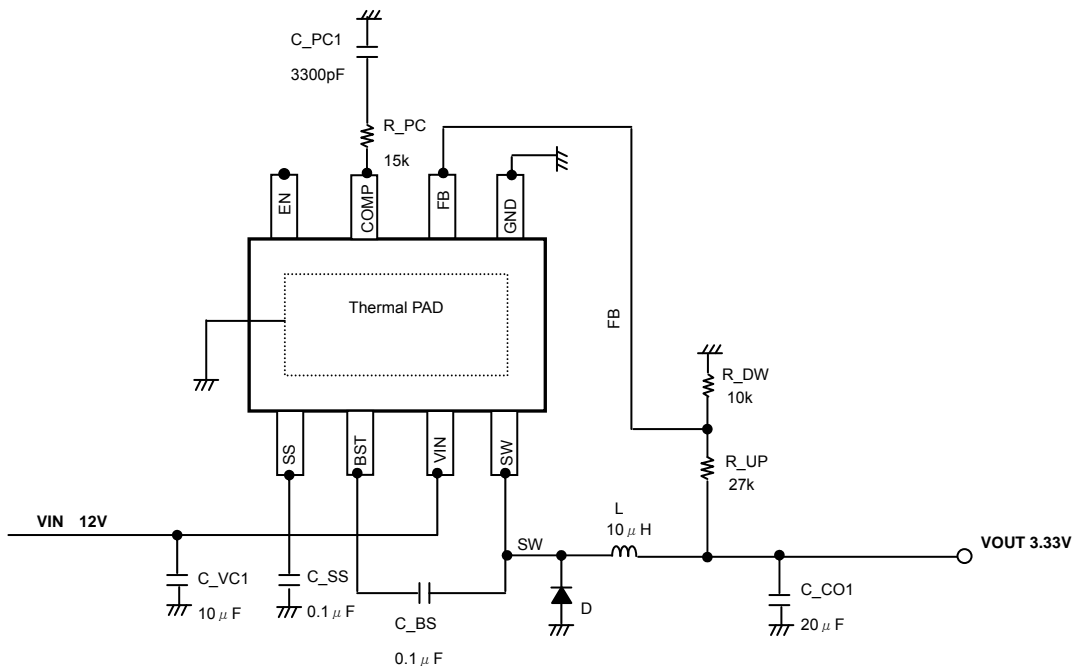 C_PC1
3300pF
R_PC
15k
EN
COMP
FB
GND
Thermal PAD
FB
R_DW
10k
R_UP
27k
SS
BST
VIN
SW
VIN 12V
L
10μH
SW
VOUT 3.33V
C_VC1
10μF
C_SS
0.1μF
C_BS
0.1μF
D
C_CO1
20μF